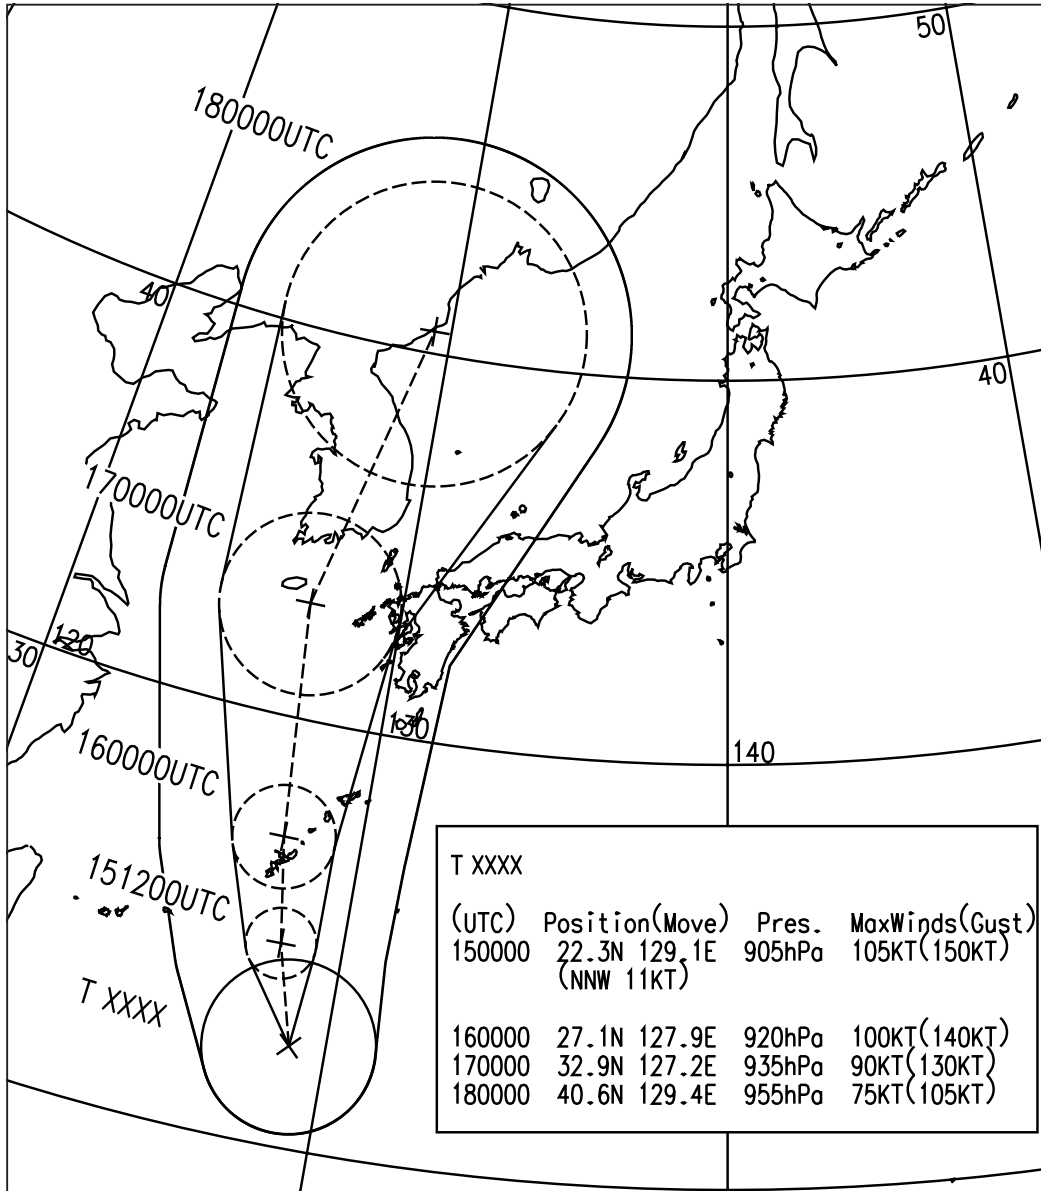 50
180000UTC
40
40
170000UTC
120
30
130
160000UTC
140
151200UTC
T XXXX
T XXXX
(UTC) Position(Move) Pres. MaxWinds(Gust)
150000 22.3N 129.1E 905hPa 105KT(150KT)
(NNW 11KT)
160000 27.1N 127.9E 920hPa 100KT(140KT)
170000 32.9N 127.2E 935hPa 90KT(130KT)
180000 40.6N 129.4E 955hPa 75KT(105KT)